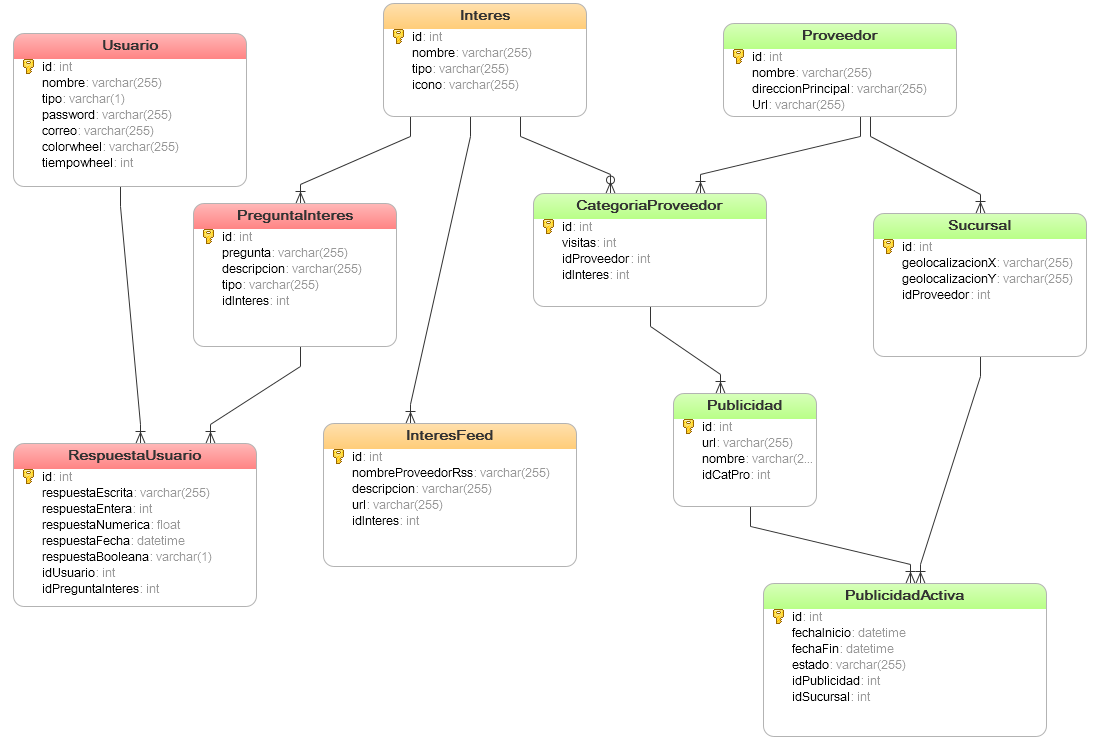 Usuario
id: int
nombre: varchar(255)
tipo: varchar(1)
password: varchar(255)
correo: varchar(255)
colorwheel: varchar(255)
tiempowheel: int
Interes
id: int
nombre: varchar(255)
tipo: varchar(255)
icono: varchar(255)
Proveedor
id: int
nombre: varchar(255)
direccionPrincipal: varchar(255)
Url: varchar(255)
PreguntaInteres
id: int
pregunta: varchar(255)
descripcion: varchar(255)
tipo: varchar(255)
idInteres: int
CategoriaProveedor
id: int
visitas: int
idProveedor: int
idInteres: int
Sucursal
id: int
geolocalizacionX: varchar(255)
geolocalizacionY: varchar(255)
idProveedor: int
RespuestaUsuario
id: int
respuestaEscrita: varchar(255)
respuestaEntera: int
respuestaNumerica: float
respuestaFecha: datetime
respuestaBooleana: varchar(1)
idUsuario: int
idPreguntaInteres: int
InteresFeed
id: int
nombreProveedorRss: varchar(255)
descripcion: varchar(255)
url: varchar(255)
idInteres: int
Publicidad
id: int
url: varchar(255)
nombre: varchar(2...
idCatPro: int
PublicidadActiva
id: int
fechaInicio: datetime
fechaFin: datetime
estado: varchar(255)
idPublicidad: int
idSucursal: int